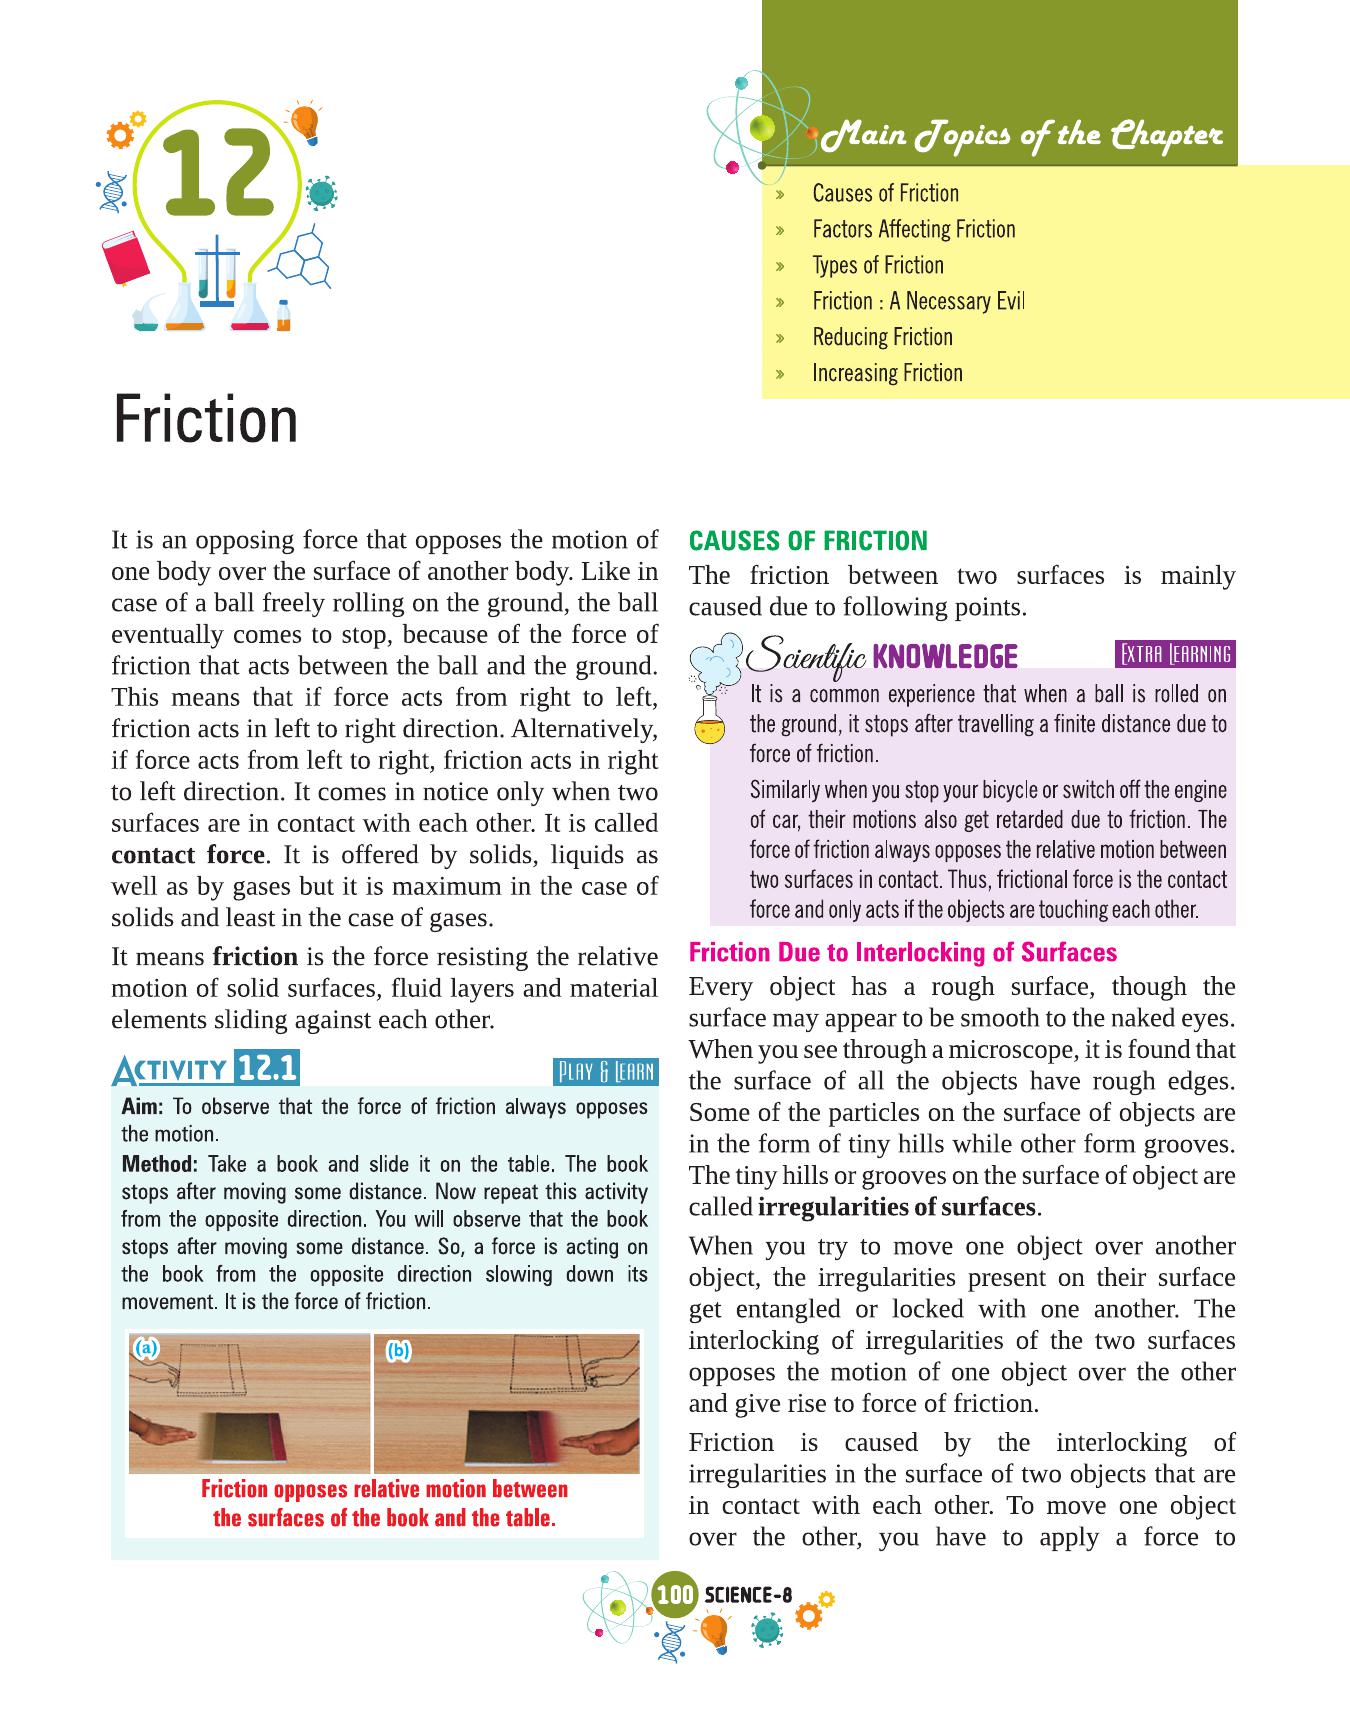 12
Main Topics of the Chapter
» Causes of Friction
» Factors Affecting Friction
» Types of Friction
» Friction : A Necessary Evil
» Reducing Friction
» Increasing Friction
Friction
It is an opposing force that opposes the motion of
one body over the surface of another body. Like in
case of a ball freely rolling on the ground, the ball
eventually comes to stop, because of the force of
friction that acts between the ball and the ground.
This means that if force acts from right to left,
friction acts in left to right direction. Alternatively,
if force acts from left to right, friction acts in right
to left direction. It comes in notice only when two
surfaces are in contact with each other. It is called
contact force. It is offered by solids, liquids as
well as by gases but it is maximum in the case of
solids and least in the case of gases.
It means friction is the force resisting the relative
motion of solid surfaces, fluid layers and material
elements sliding against each other.
ACTIVITY 12.1
PLAY & LEARN
Aim: To observe that the force of friction always opposes
the motion.
Method: Take a book and slide it on the table. The book
stops after moving some distance. Now repeat this activity
from the opposite direction. You will observe that the book
stops after moving some distance. So, a force is acting on
the book from the opposite direction slowing down its
movement. It is the force of friction.
(a)
(b)
Friction opposes relative motion between
the surfaces of the book and the table.
CAUSES OF FRICTION
The friction between two surfaces is mainly
caused due to following points.
Scientific KNOWLEDGE
EXTRA LEARNING
It is a common experience that when a ball is rolled on
the ground, it stops after travelling a finite distance due to
force of friction.
Similarly when you stop your bicycle or switch off the engine
of car, their motions also get retarded due to friction. The
force of friction always opposes the relative motion between
two surfaces in contact. Thus, frictional force is the contact
force and only acts if the objects are touching each other.
Friction Due to Interlocking of Surfaces
Every object has a rough surface, though the
surface may appear to be smooth to the naked eyes.
When you see through a microscope, it is found that
the surface of all the objects have rough edges.
Some of the particles on the surface of objects are
in the form of tiny hills while other form grooves.
The tiny hills or grooves on the surface of object are
called irregularities of surfaces.
When you try to move one object over another
object, the irregularities present on their surface
get entangled or locked with one another. The
interlocking of irregularities of the two surfaces
opposes the motion of one object over the other
and give rise to force of friction.
Friction is caused by the interlocking of
irregularities in the surface of two objects that are
in contact with each other. To move one object
over the other, you have to apply a force to
100 SCIENCE-8